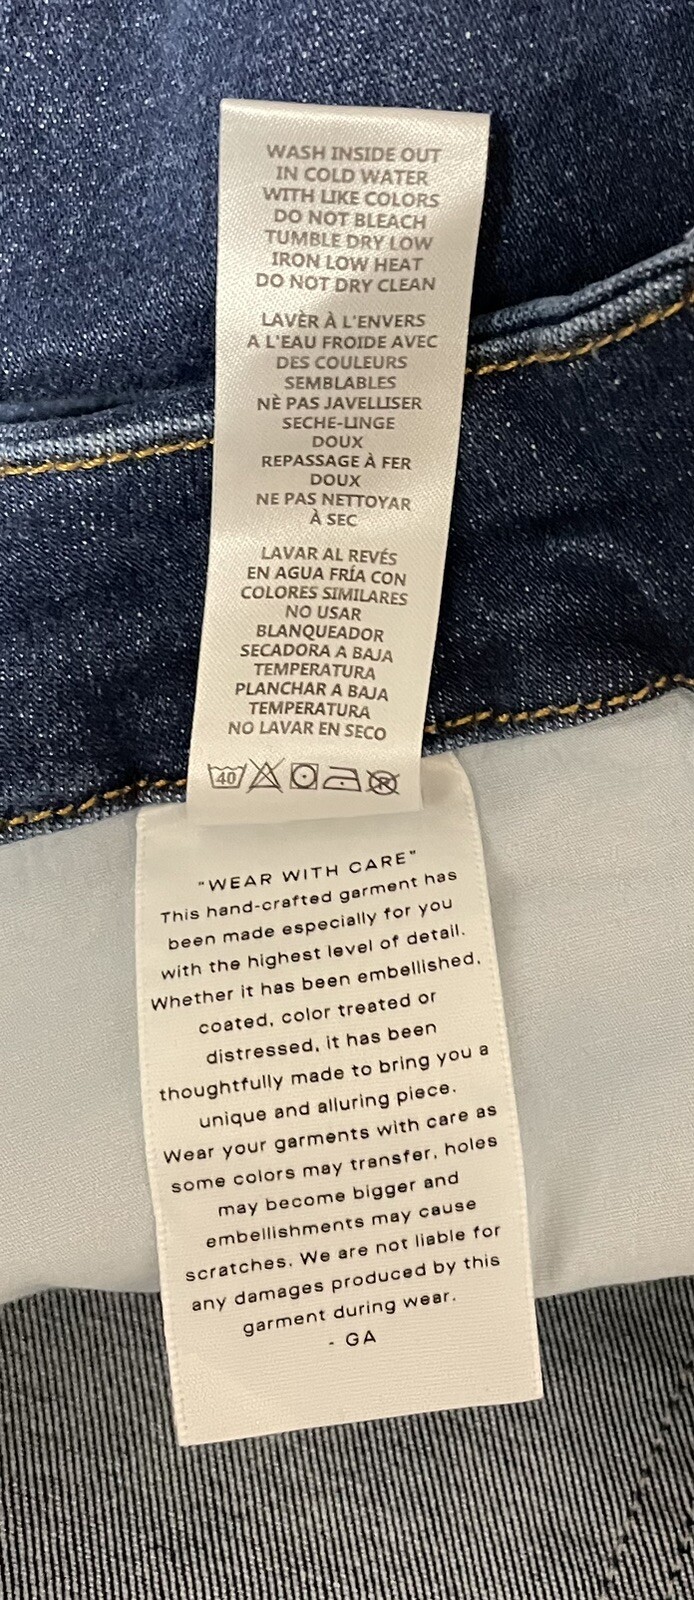 WASH INSIDE OUT
IN COLD WATER
WITH LIKE COLORS
DO NOT BLEACH
TUMBLE DRY LOW
IRON LOW HEAT
DO NOT DRY CLEAN
LAVÈR À L'ENVERS
A L'EAU FROIDE AVEC
DES COULEURS
SEMBLABLES
NÈ PAS JAVELLISER
SECHE-LINGE
DOUX
REPASSAGE À FER
DOUX
NE PAS NETTOYAR
À SEC
LAVAR AL REVÉS
EN AGUA FRÍA CON
COLORES SIMILARES
NO USAR
BLANQUEADOR
SECADORA A BAJA
TEMPERATURA
PLANCHAR A BAJA
TEMPERATURA
NO LAVAR EN SECO
40
"WEAR WITH CARE"
This hand-crafted garment has
been made especially for you
with the highest level of detail.
Whether it has been embellished,
coated, color treated or
distressed, it has been
thoughtfully made to bring you a
unique and alluring piece.
Wear your garments with care as
some colors may transfer, holes
may become bigger and
embellishments may cause
scratches. We are not liable for
any damages produced by this
garment during wear.
- GA